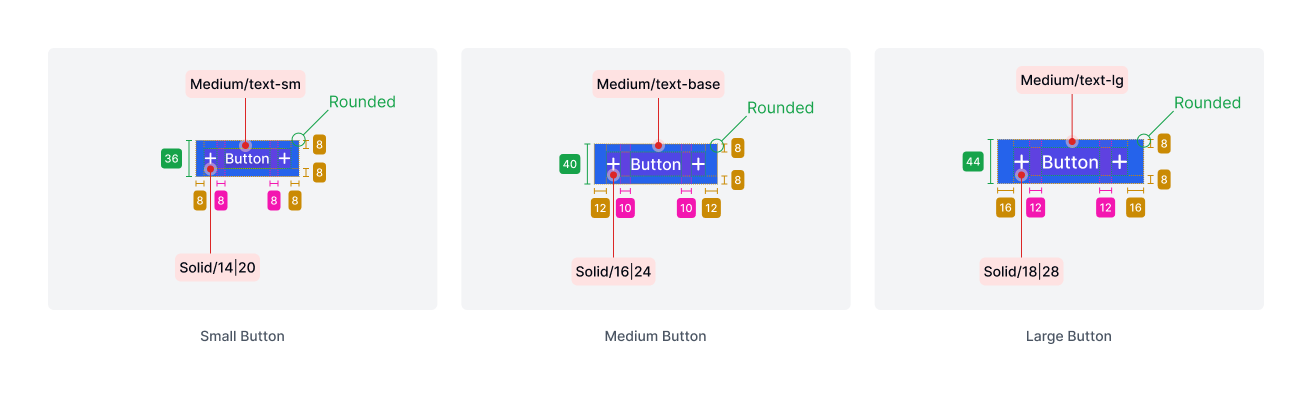 Medium/text-sm
Rounded
36
Button
8
8
8
8
8
8
Solid/14|20
Small Button
Medium/text-base
Rounded
40
Button
8
8
12
10
10
12
Solid/16|24
Medium Button
Medium/text-lg
Rounded
44
Button
8
8
16
12
12
16
Solid/18|28
Large Button